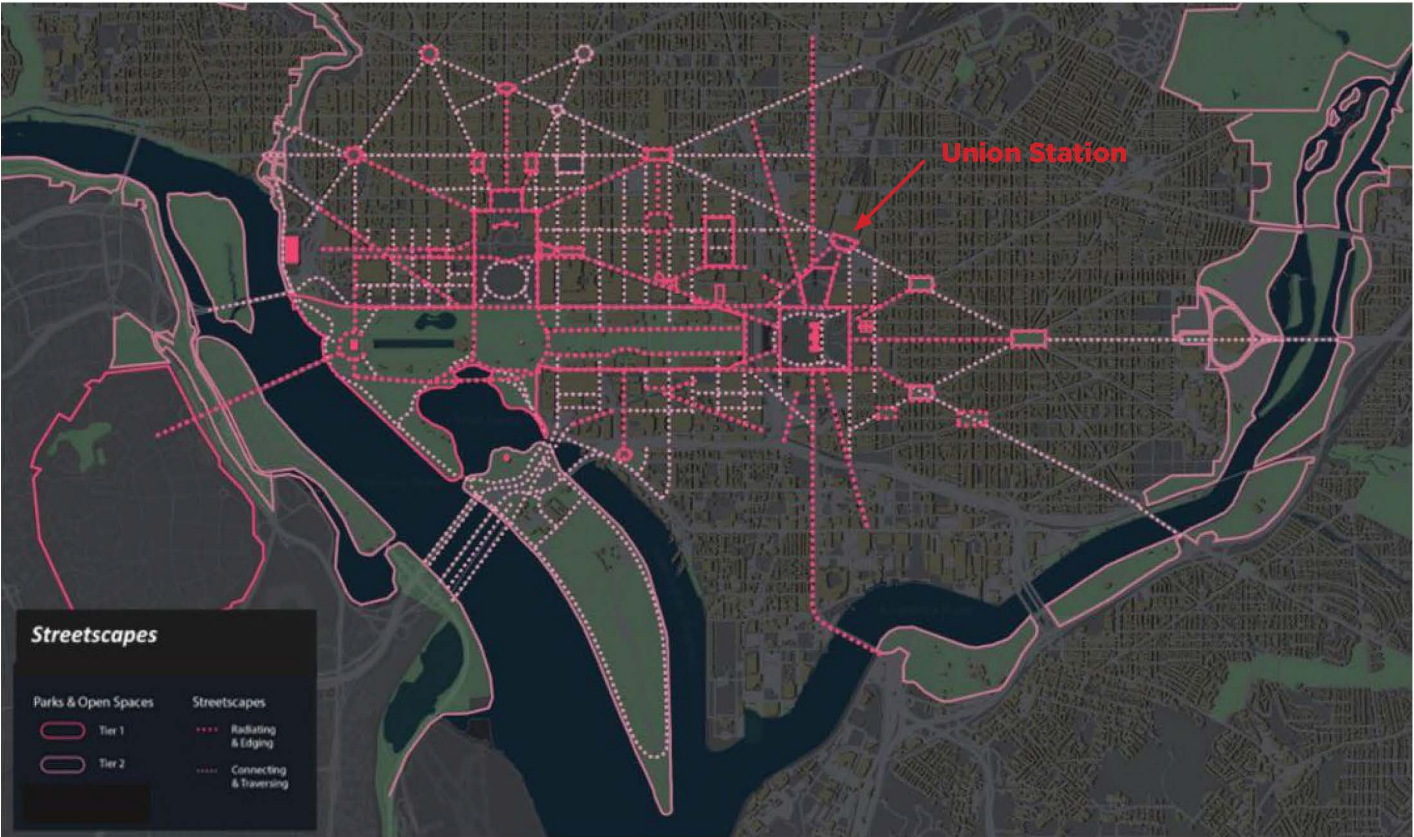 Union Station
Streetscapes
Parks & Open Spaces
Tier 1
Tier 2
Streetscapes
Radiating
& Edging
Connecting
& Traversing